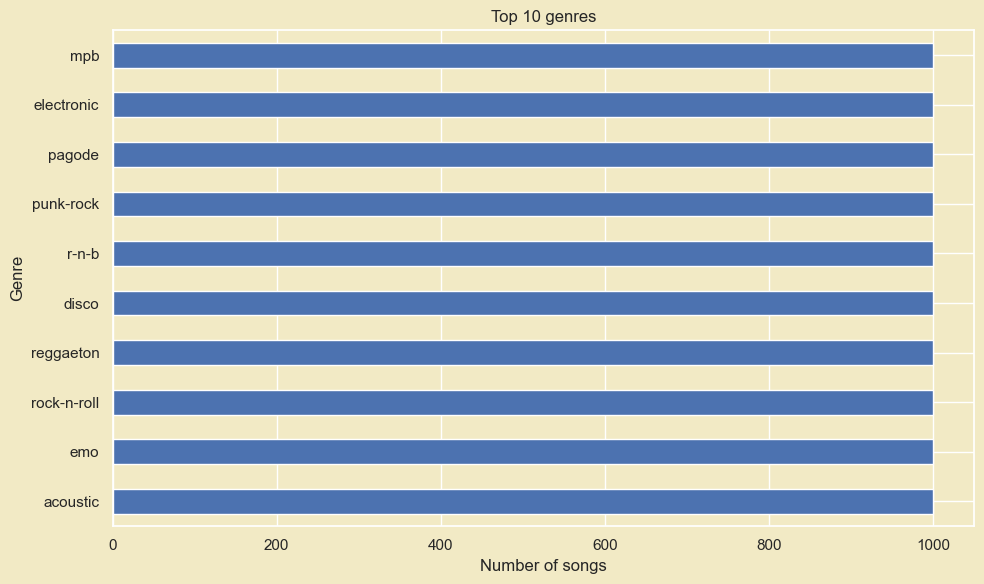 Top 10 genres
Genre
mpb
electronic
pagode
punk-rock
r-n-b
disco
reggaeton
rock-n-roll
emo
acoustic
0 200 400 600 800 1000
Number of songs